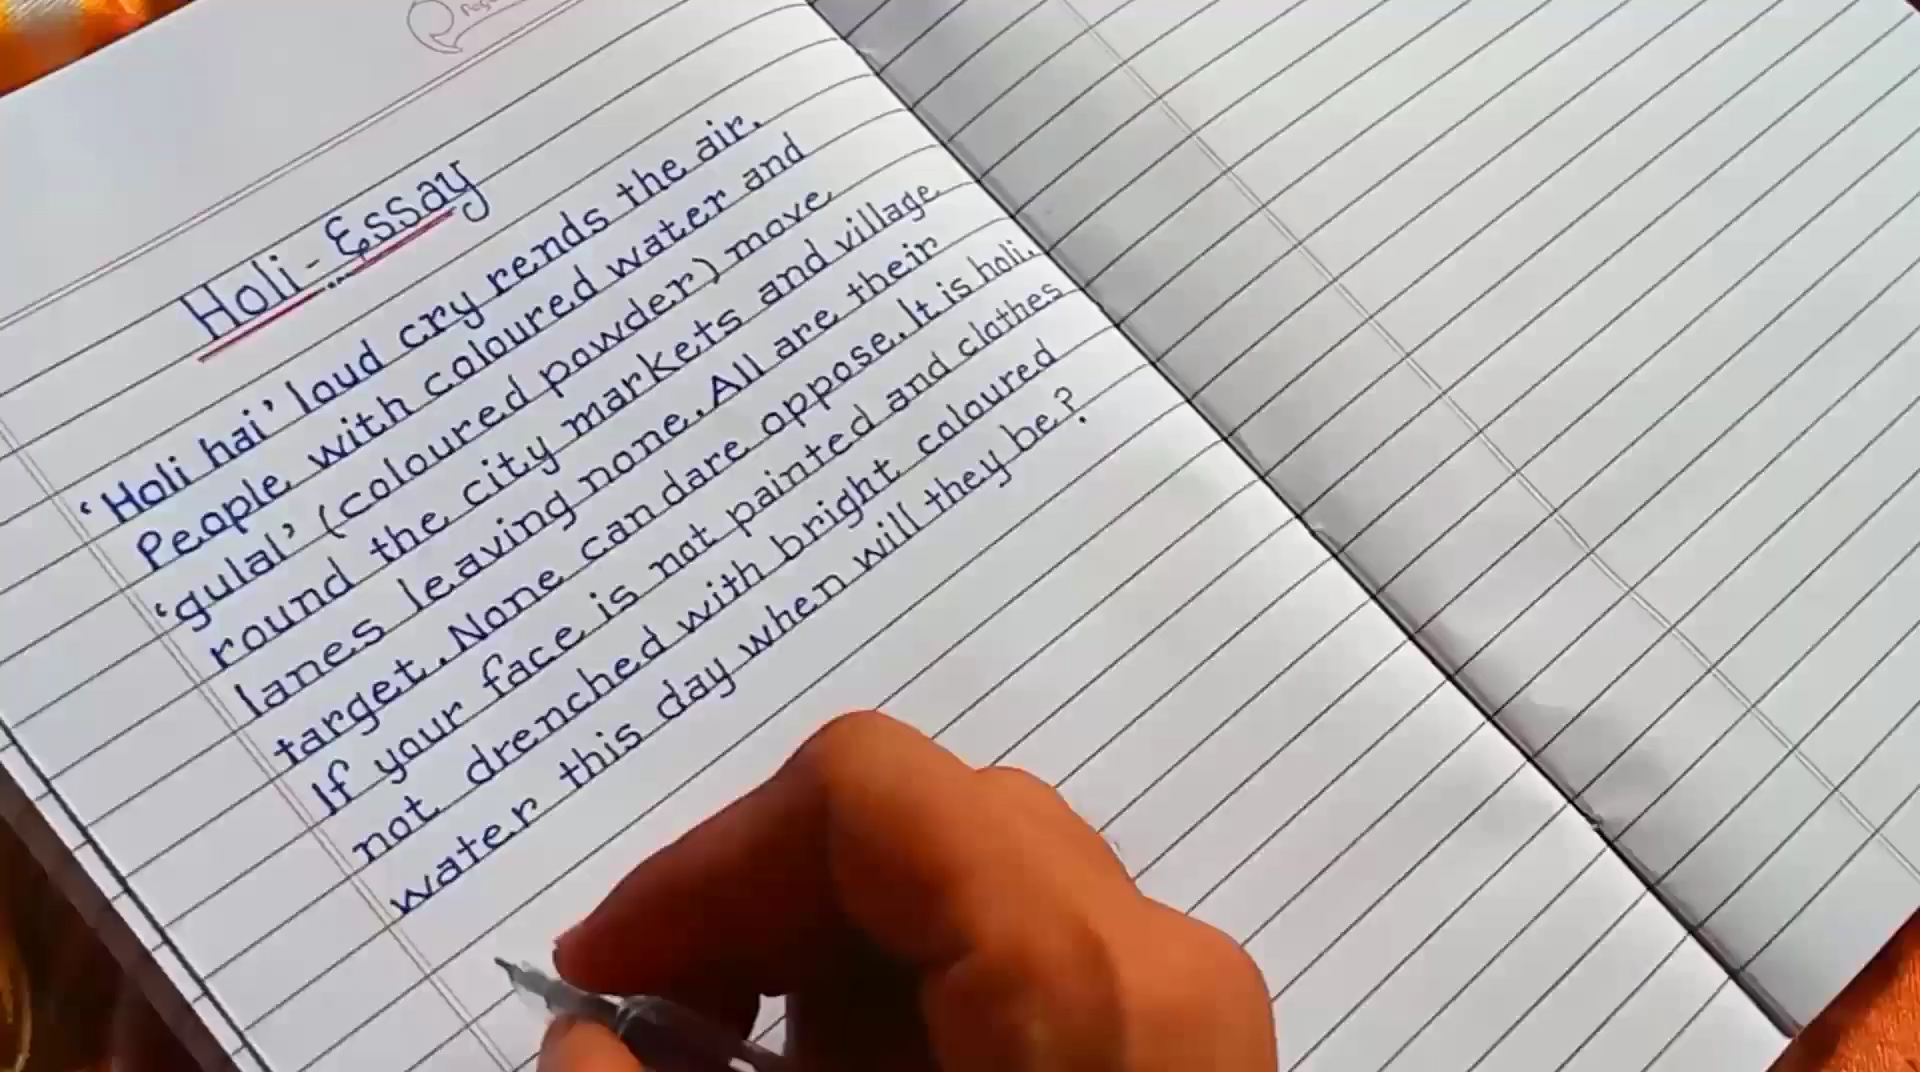 Holi - Essay
'Holi hai' loud cry rends the air.
People with coloured water and
'gulal' (coloured powder) move
round the city markets and village
lanes leaving none. All are their
target. None can dare oppose. It is holi.
If your face is not painted and clothes
not drenched with bright coloured
water this day when will they be?